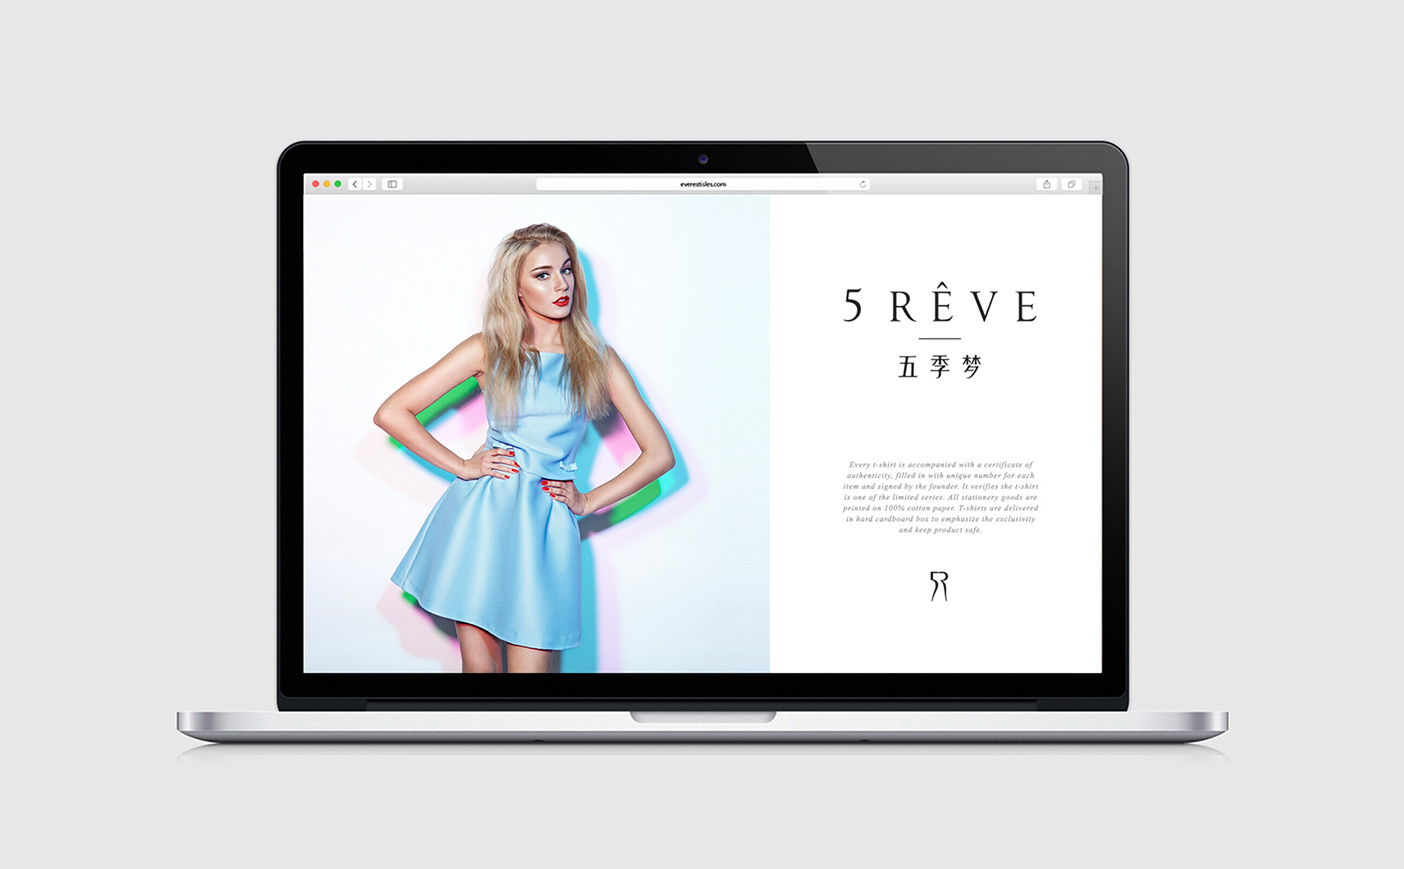 everestisles.com
5 RÊVE
五季梦
Every t-shirt is accompanied with a certificate of
authenticity, filled in with unique number for each
item and signed by the founder. It verifies the t-shirt
is one of the limited series. All stationery goods are
printed on 100% cotton paper. T-shirts are delivered
in hard cardboard box to emphasize the exclusivity
and keep product safe.
5R